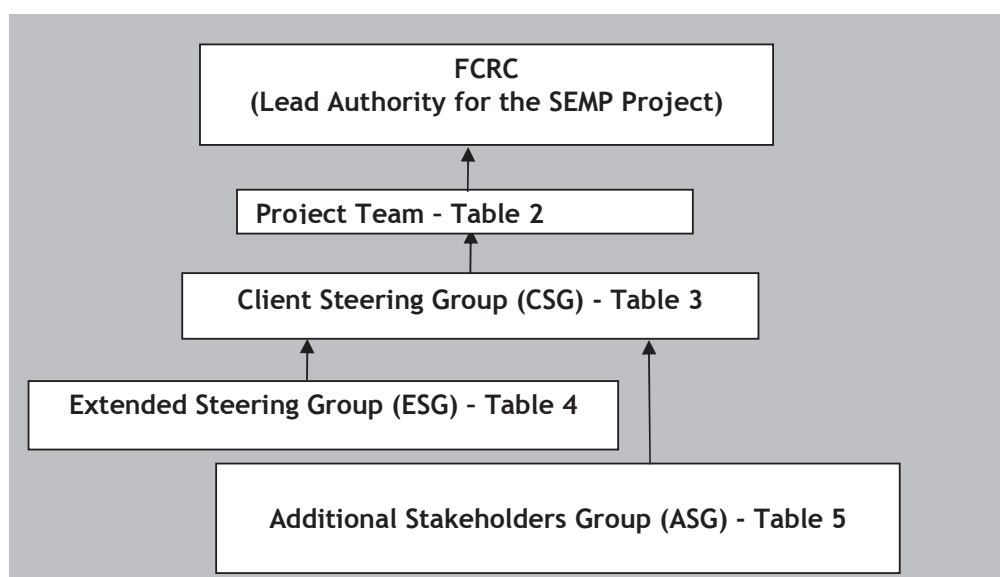 FCRC
(Lead Authority for the SEMP Project)
Project Team – Table 2
Client Steering Group (CSG) - Table 3
Extended Steering Group (ESG) – Table 4
Additional Stakeholders Group (ASG) - Table 5